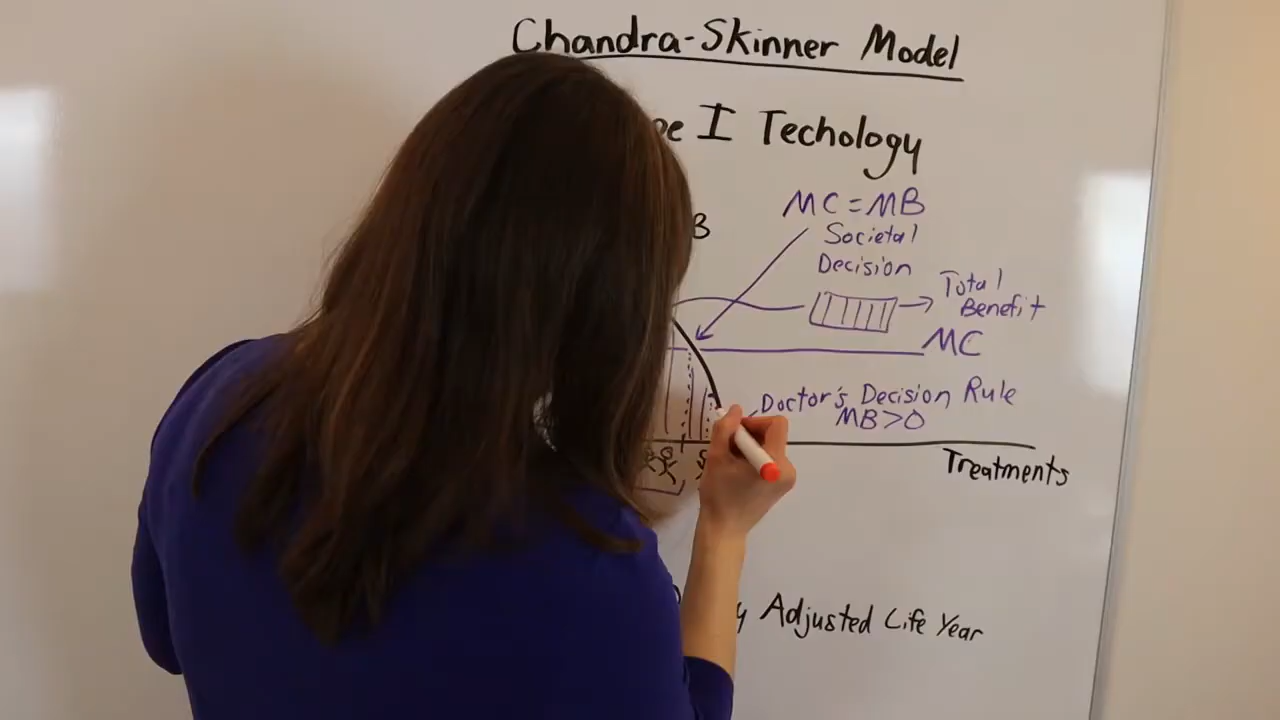 Chandra-Skinner Model
I Techology
MC = MB
Societal
Decision
Total
Benefit
MC
Doctor's Decision Rule
MB>0
Treatments
Adjusted Life Year